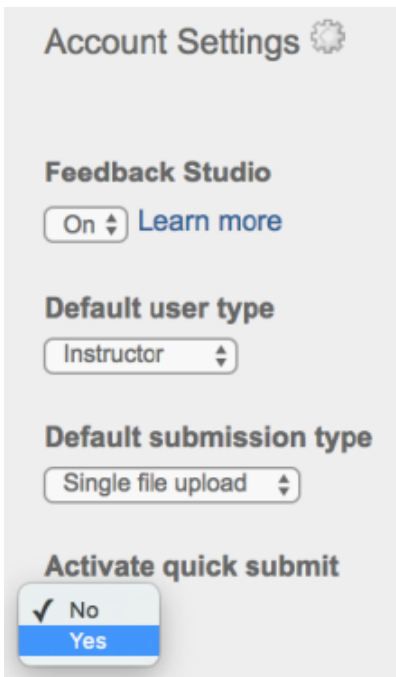 Account Settings
Feedback Studio
On Learn more
Default user type
Instructor
Default submission type
Single file upload
Activate quick submit
✓ No
Yes